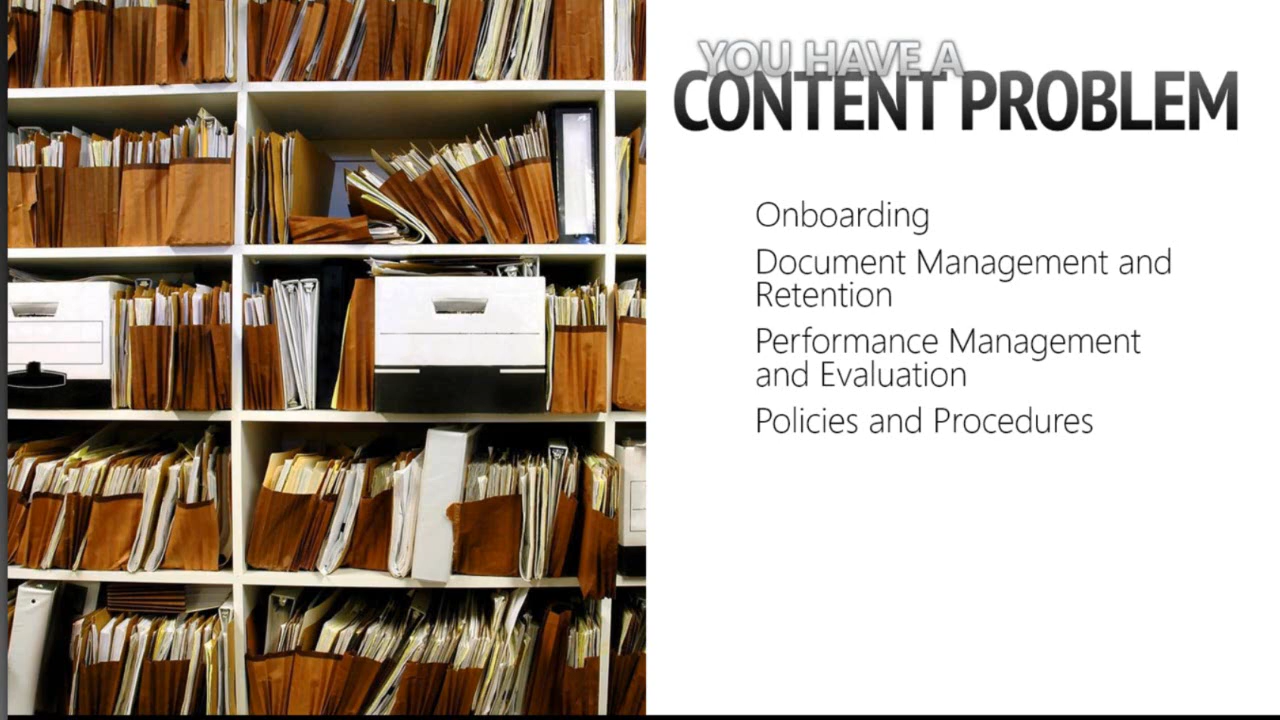 YOU HAVE A
CONTENT PROBLEM
Onboarding
Document Management and
Retention
Performance Management
and Evaluation
Policies and Procedures